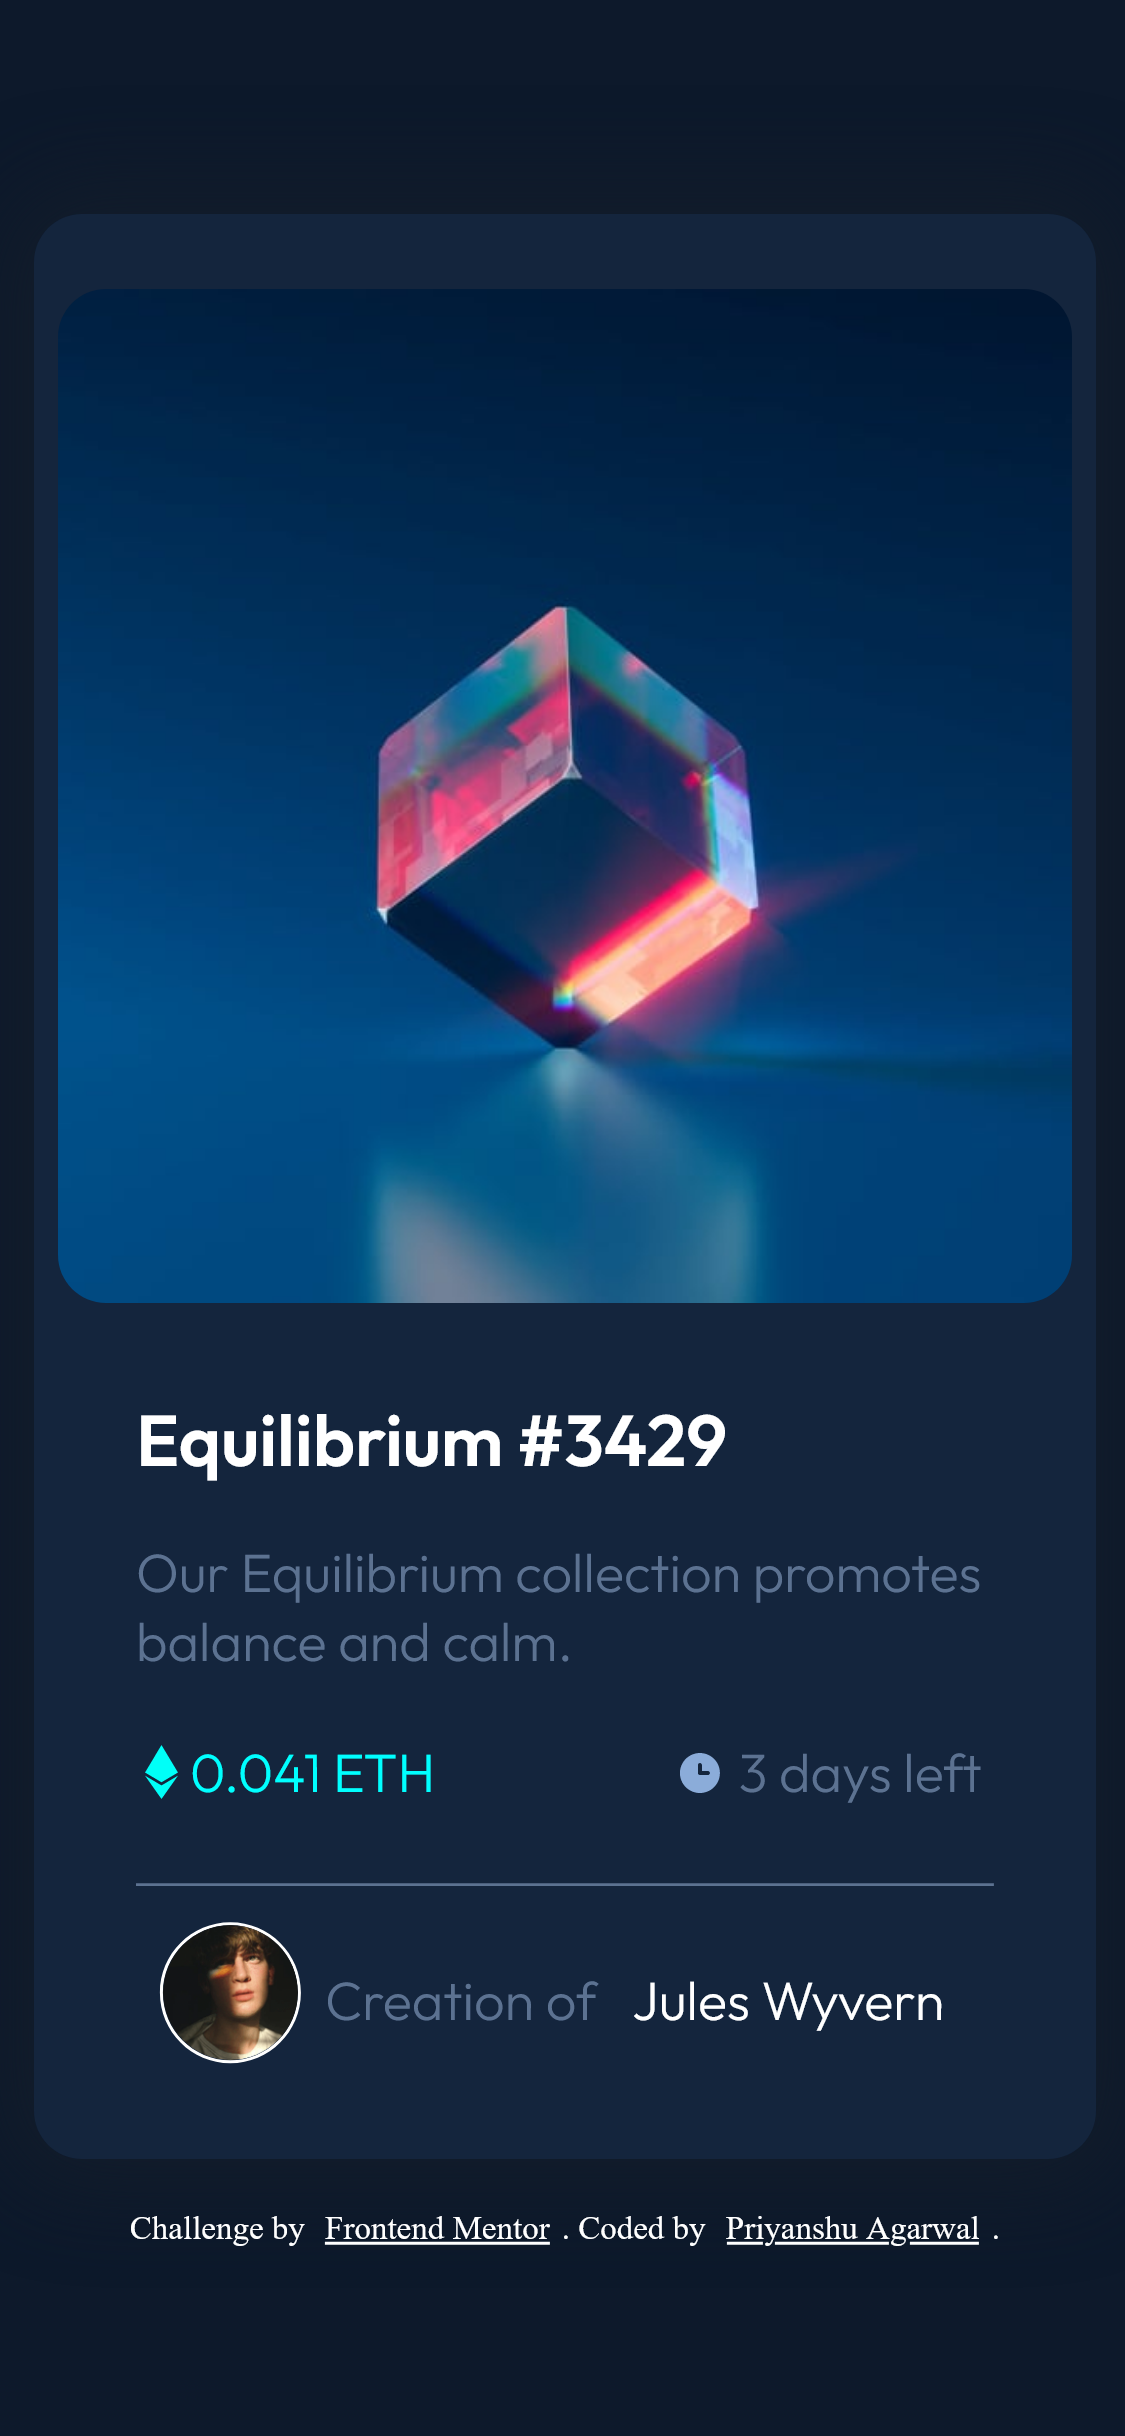 Equilibrium #3429
Our Equilibrium collection promotes
balance and calm.
0.041 ETH
3 days left
Creation of Jules Wyvern
Challenge by Frontend Mentor . Coded by Priyanshu Agarwal .